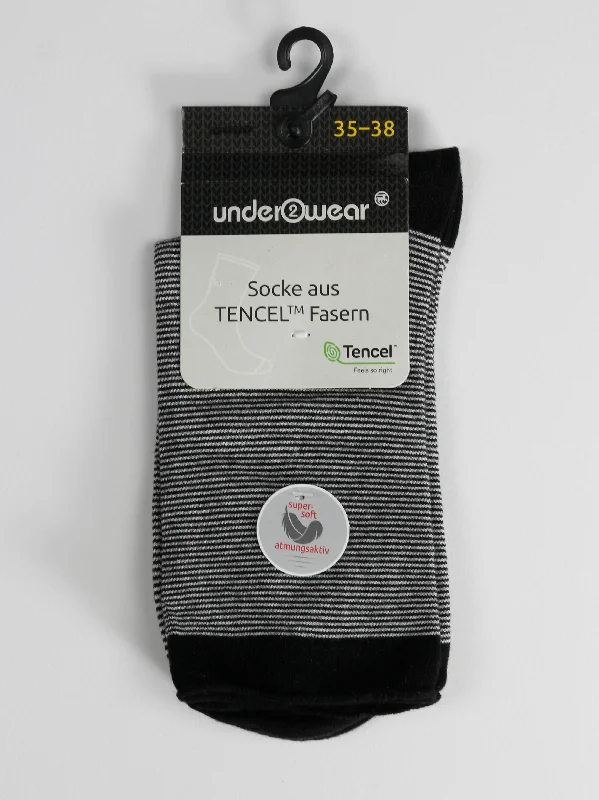 35–38
under2wear
Socke aus
TENCEL™ Fasern
Tencel™
Feels so right
super-
soft
atmungsaktiv